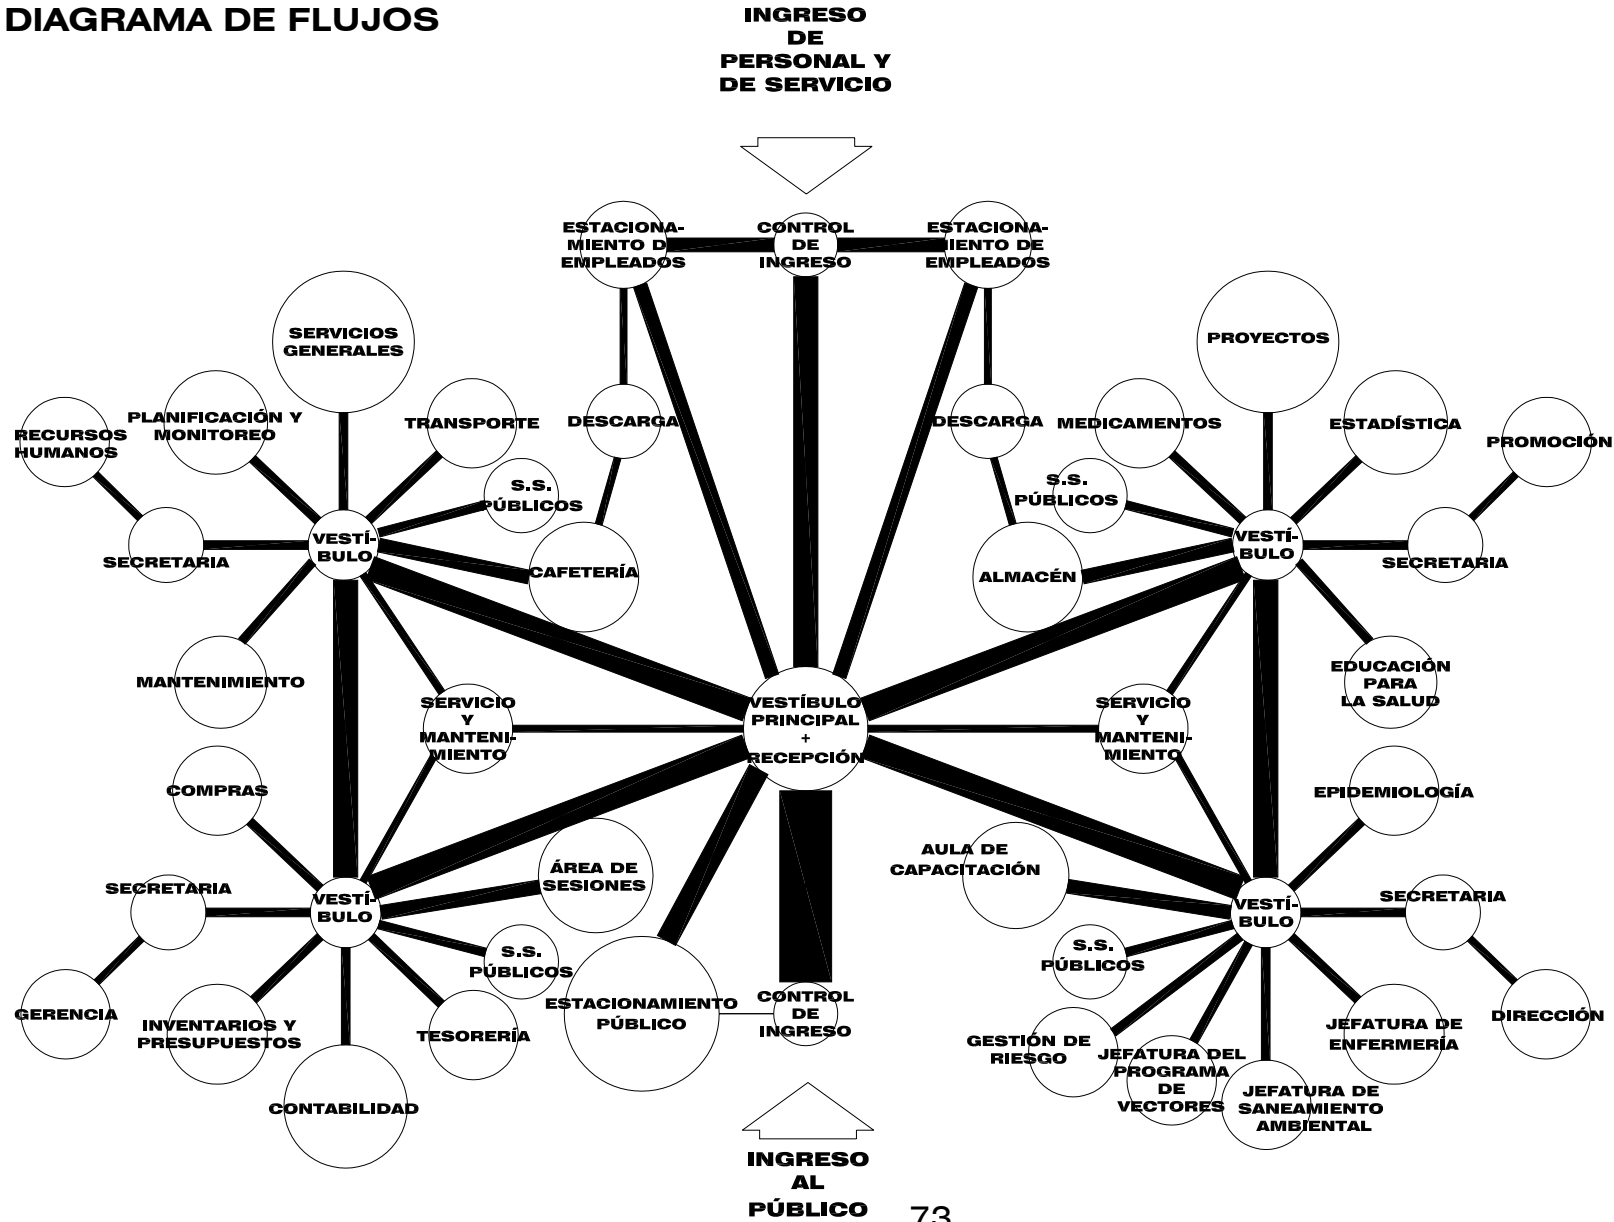 DIAGRAMA DE FLUJOS
INGRESO
DE
PERSONAL Y
DE SERVICIO
ESTACIONA-
MIENTO D
EMPLEADOS
CONTROL
DE
INGRESO
ESTACIONA-
IENTO DE
EMPLEADOS
SERVICIOS
GENERALES
PROYECTOS
RECURSOS
HUMANOS
PLANIFICACIÓN Y
MONITOREO
TRANSPORTE
DESCARGA
DESCARGA
MEDICAMENTOS
ESTADÍSTICA
PROMOCIÓN
S.S.
PÚBLICOS
S.S.
PÚBLICOS
SECRETARIA
VESTÍ-
BULO
CAFETERÍA
ALMACÉN
VESTÍ-
BULO
SECRETARIA
MANTENIMIENTO
SERVICIO
Y
MANTENI-
MIENTO
VESTÍBULO
PRINCIPAL
+
RECEPCIÓN
SERVICIO
Y
MANTENI-
MIENTO
EDUCACIÓN
PARA
LA SALUD
COMPRAS
EPIDEMIOLOGÍA
SECRETARIA
VESTÍ-
BULO
ÁREA DE
SESIONES
AULA DE
CAPACITACIÓN
VESTÍ-
BULO
SECRETARIA
S.S.
PÚBLICOS
S.S.
PÚBLICOS
GERENCIA
INVENTARIOS Y
PRESUPUESTOS
TESORERÍA
ESTACIONAMIENTO
PÚBLICO
CONTROL
DE
INGRESO
GESTIÓN DE
RIESGO
JEFATURA DEL
PROGRAMA
DE
VECTORES
JEFATURA DE
ENFERMERÍA
DIRECCIÓN
CONTABILIDAD
JEFATURA DE
SANEAMIENTO
AMBIENTAL
INGRESO
AL
PÚBLICO
73